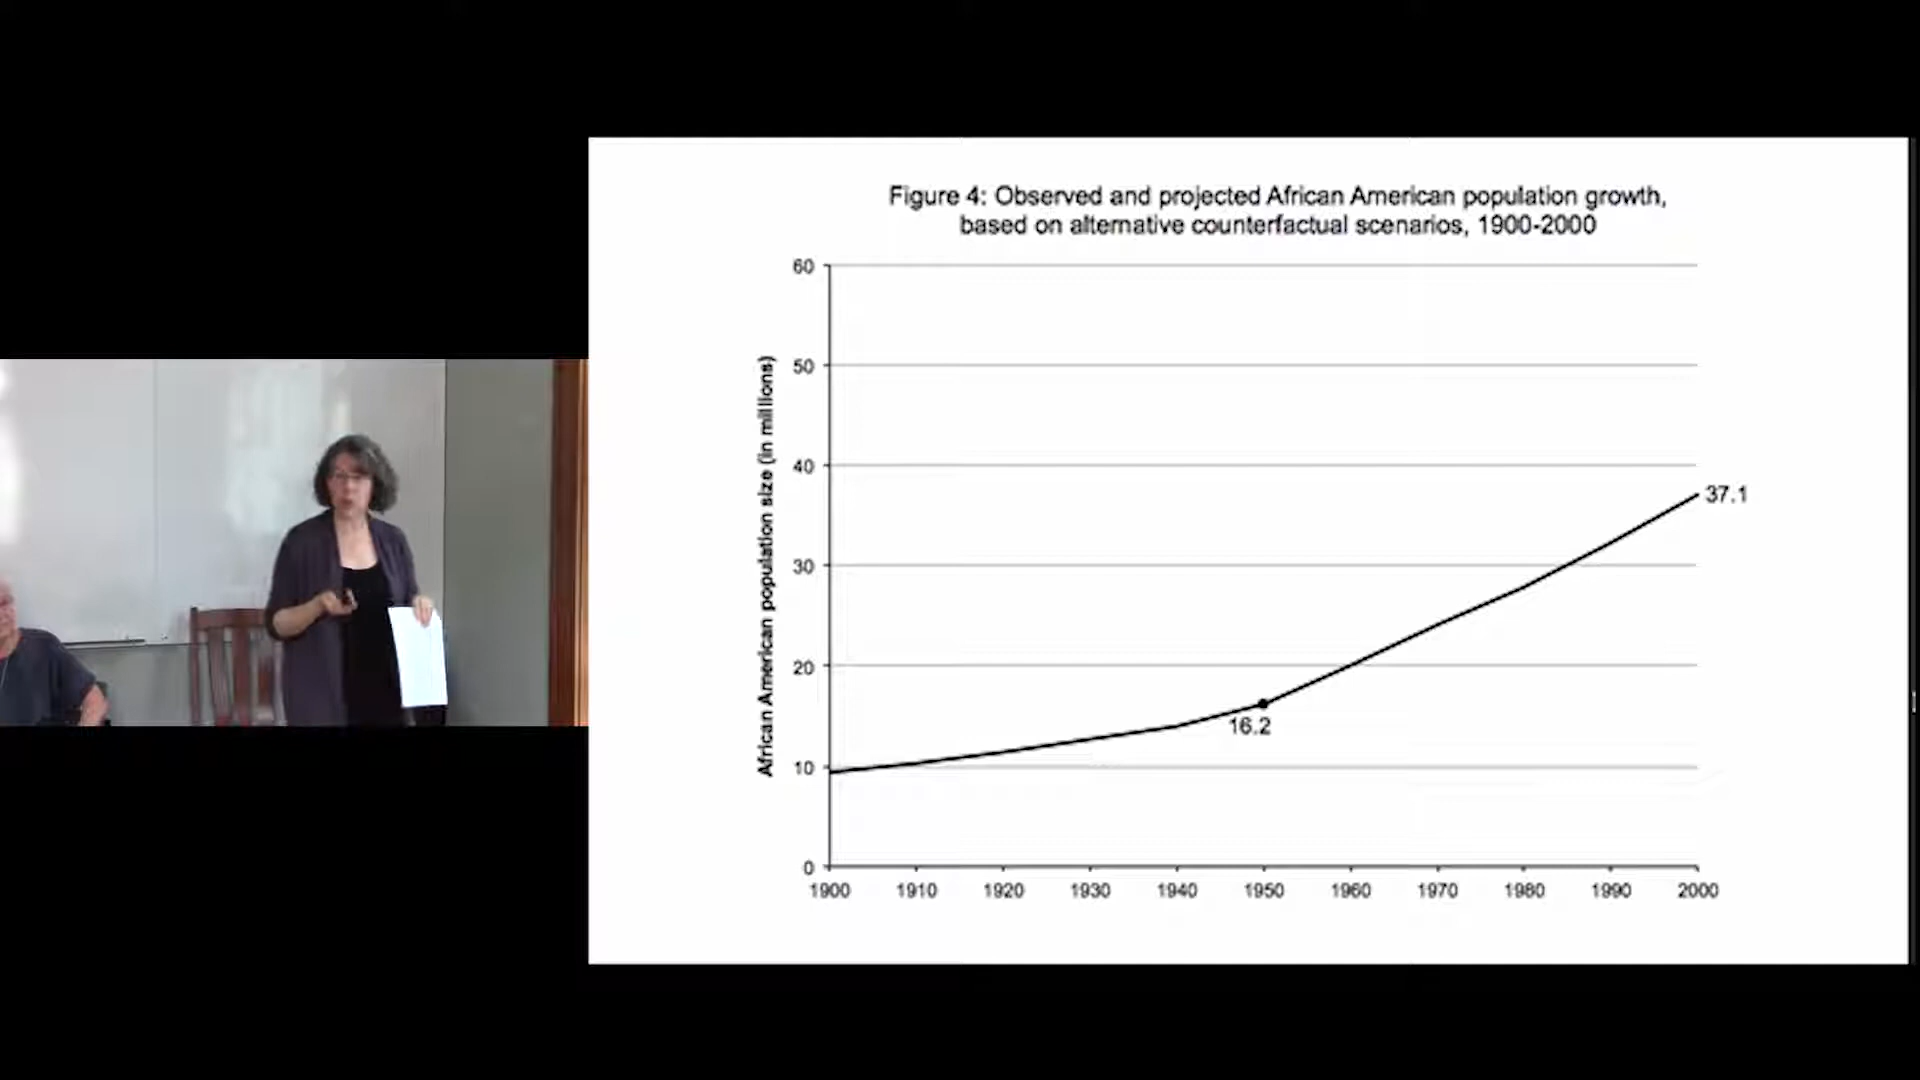 Figure 4: Observed and projected African American population growth,
based on alternative counterfactual scenarios, 1900-2000
African American population size (in millions)
60
50
40
30
20
10
0
37.1
16.2
1900 1910 1920 1930 1940 1950 1960 1970 1980 1990 2000